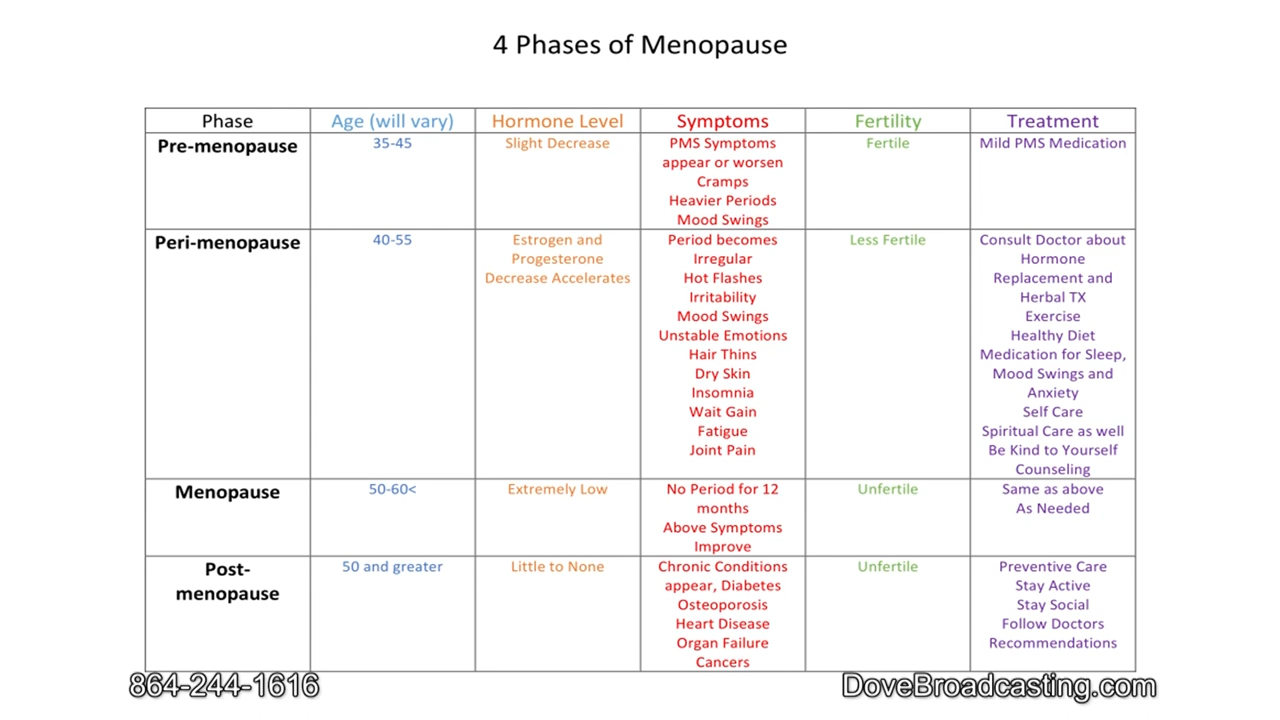 4 Phases of Menopause
Phase Age (will vary) Hormone Level Symptoms Fertility Treatment
Pre-menopause 35-45 Slight Decrease PMS Symptoms Fertile Mild PMS Medication
appear or worsen
Cramps
Heavier Periods
Mood Swings
Peri-menopause 40-55 Estrogen and Period becomes Less Fertile Consult Doctor about
Progesterone Irregular Hormone
Decrease Accelerates Hot Flashes Replacement and
Irritability Herbal TX
Mood Swings Exercise
Unstable Emotions Healthy Diet
Hair Thins Medication for Sleep,
Dry Skin Mood Swings and
Insomnia Anxiety
Wait Gain Self Care
Fatigue Spiritual Care as well
Joint Pain Be Kind to Yourself
Counseling
Menopause 50-60< Extremely Low No Period for 12 Unfertile Same as above
months As Needed
Above Symptoms
Improve
Post- 50 and greater Little to None Chronic Conditions Unfertile Preventive Care
menopause appear, Diabetes Stay Active
Osteoporosis Stay Social
Heart Disease Follow Doctors
Organ Failure Recommendations
Cancers
864-244-1616 DoveBroadcasting.com